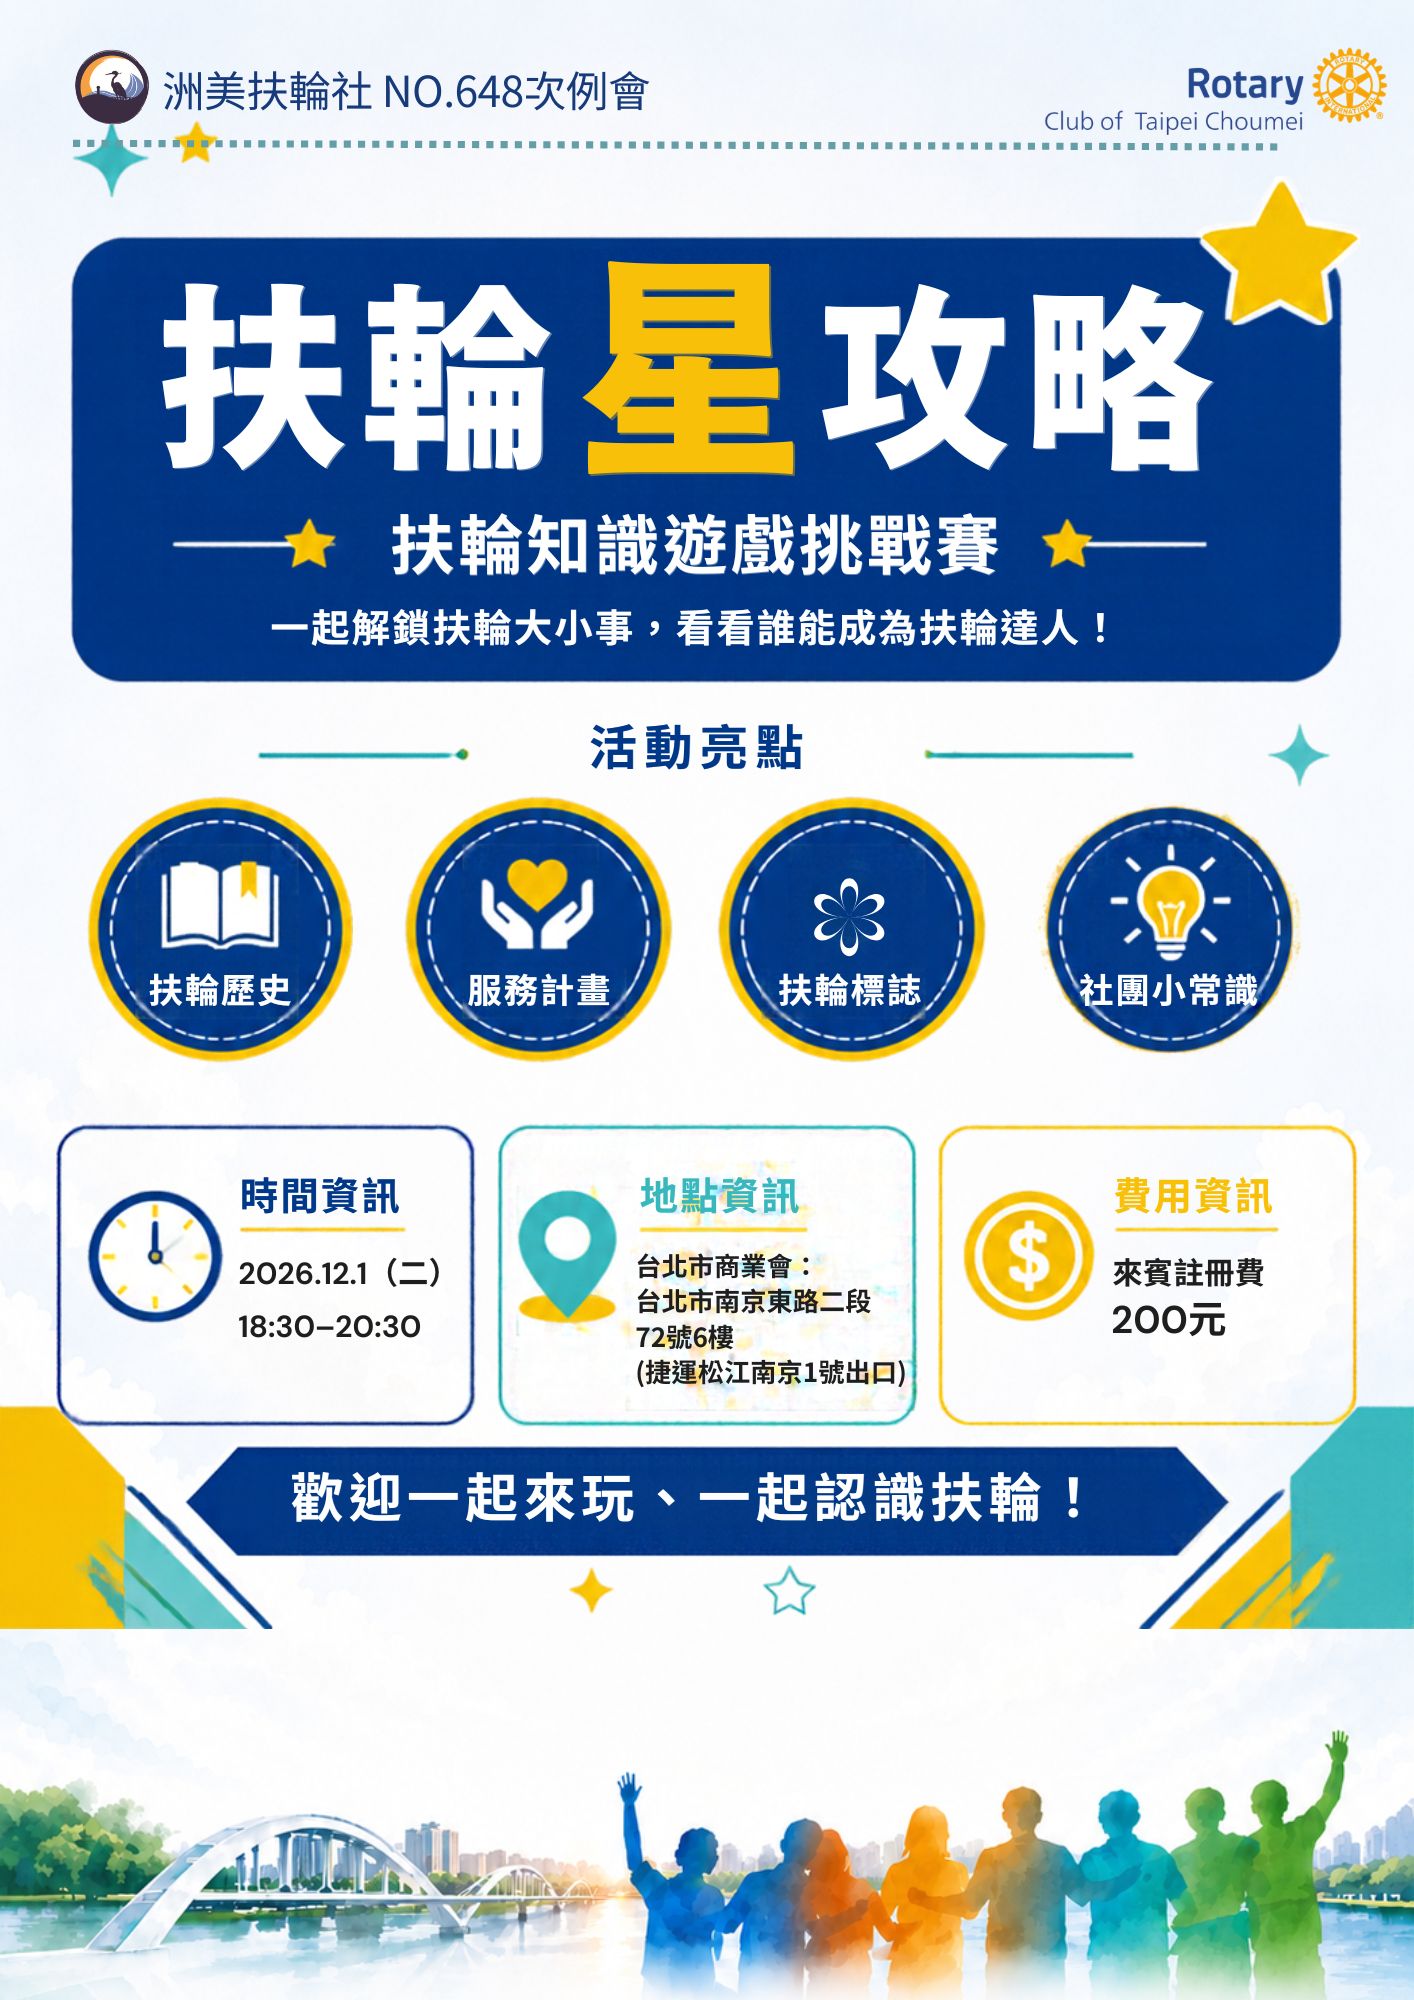 洲美扶輪社 NO.648次例會
Rotary
Club of Taipei Choumei
ROTARY
INTERNATIONAL
扶輪星攻略
扶輪知識遊戲挑戰賽
一起解鎖扶輪大小事，看看誰能成為扶輪達人！
活動亮點
扶輪歷史
服務計畫
扶輪標誌
社團小常識
時間資訊
2026.12.1（二）
18:30–20:30
地點資訊
台北市商業會：
台北市南京東路二段
72號6樓
(捷運松江南京1號出口)
費用資訊
來賓註冊費
200元
歡迎一起來玩、一起認識扶輪！